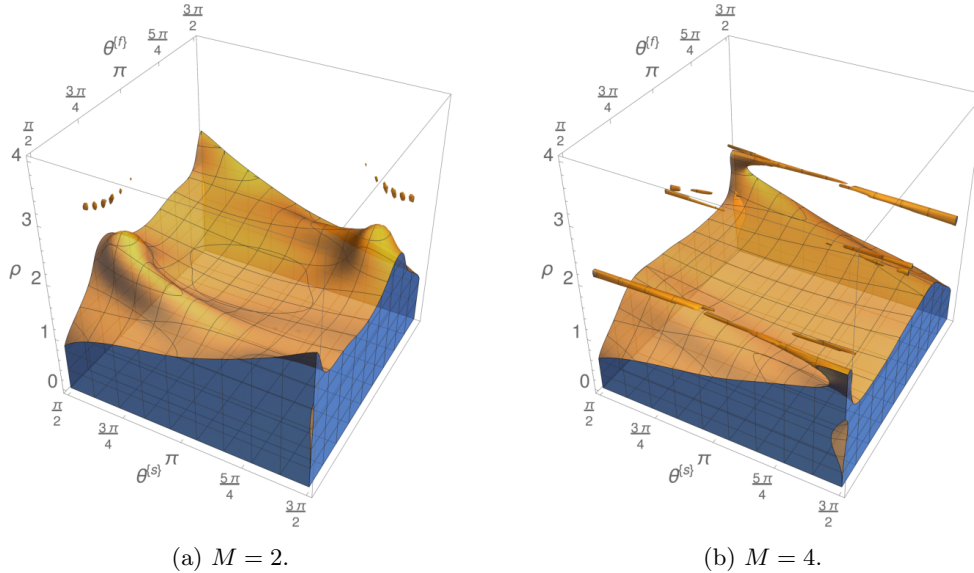 3π/2
θ^{f}
5π/4
π
3π/4
π/2
4
3
ρ
2
1
0
π/2
3π/4
θ^{s}
π
5π/4
3π/2
(a) M = 2.
3π/2
θ^{f}
5π/4
π
3π/4
π/2
4
3
ρ
2
1
0
π/2
3π/4
θ^{s}
π
5π/4
3π/2
(b) M = 4.